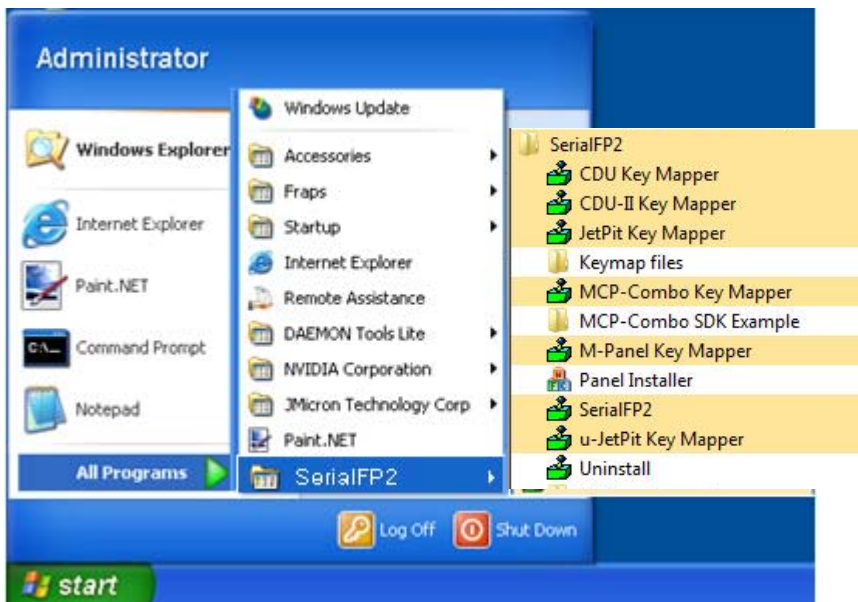 Administrator
Windows Explorer
Internet Explorer
Paint.NET
C:\_
Command Prompt
Notepad
All Programs
Windows Update
Accessories
Fraps
Startup
Internet Explorer
Remote Assistance
DAEMON Tools Lite
NVIDIA Corporation
JMicron Technology Corp
Paint.NET
SerialFP2
SerialFP2
CDU Key Mapper
CDU-II Key Mapper
JetPit Key Mapper
Keymap files
MCP-Combo Key Mapper
MCP-Combo SDK Example
M-Panel Key Mapper
Panel Installer
SerialFP2
u-JetPit Key Mapper
Uninstall
Log Off
Shut Down
start